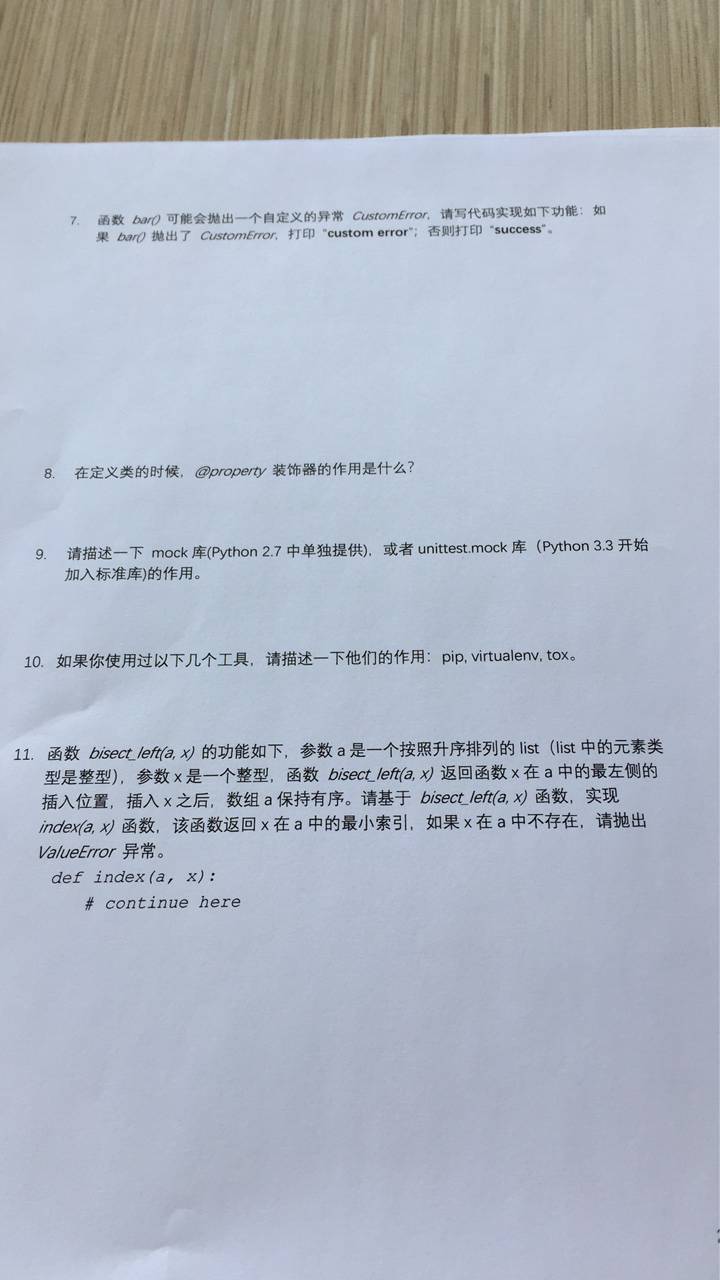 7. 函数 bar() 可能会抛出一个自定义的异常 CustomError，请写代码实现如下功能：如
果 bar() 抛出了 CustomError，打印 "custom error"；否则打印 "success"。
8. 在定义类的时候，@property 装饰器的作用是什么？
9. 请描述一下 mock 库(Python 2.7 中单独提供)，或者 unittest.mock 库（Python 3.3 开始
加入标准库)的作用。
10. 如果你使用过以下几个工具，请描述一下他们的作用：pip, virtualenv, tox。
11. 函数 bisect_left(a, x) 的功能如下，参数 a 是一个按照升序排列的 list（list 中的元素类
型是整型），参数 x 是一个整型，函数 bisect_left(a, x) 返回函数 x 在 a 中的最左侧的
插入位置，插入 x 之后，数组 a 保持有序。请基于 bisect_left(a, x) 函数，实现
index(a, x) 函数，该函数返回 x 在 a 中的最小索引，如果 x 在 a 中不存在，请抛出
ValueError 异常。
def index(a, x):
# continue here